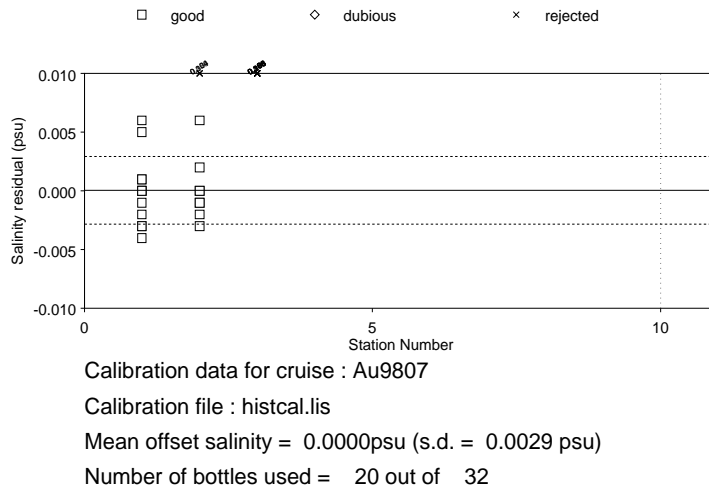 good dubious rejected
0.010
0.005
0.000
-0.005
-0.010
Salinity residual (psu)
0 5 10
Station Number
Calibration data for cruise : Au9807
Calibration file : histcal.lis
Mean offset salinity = 0.0000psu (s.d. = 0.0029 psu)
Number of bottles used = 20 out of 32